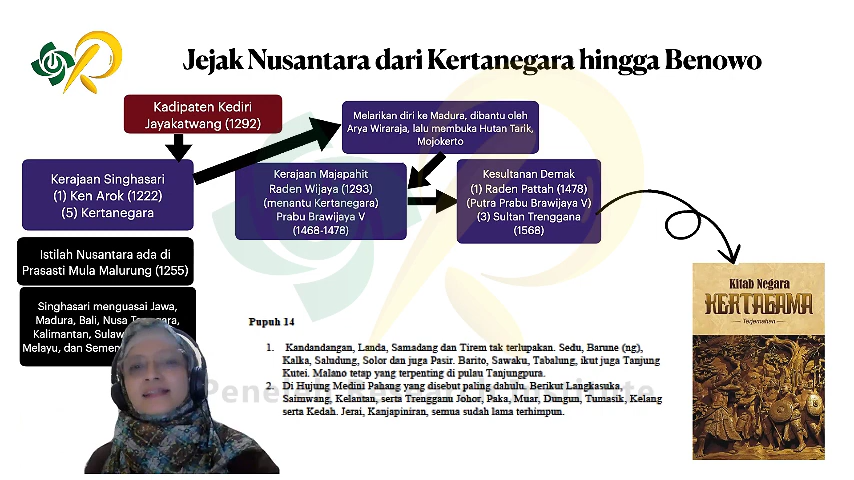 Jejak Nusantara dari Kertanegara hingga Benowo
Kadipaten Kediri
Jayakatwang (1292)
Melarikan diri ke Madura, dibantu oleh
Arya Wiraraja, lalu membuka Hutan Tarik,
Mojokerto
Kerajaan Singhasari
(1) Ken Arok (1222)
(5) Kertanegara
Kerajaan Majapahit
Raden Wijaya (1293)
(menantu Kertanegara)
Prabu Brawijaya V
(1468-1478)
Kesultanan Demak
(1) Raden Pattah (1478)
(Putra Prabu Brawijaya V)
(3) Sultan Trenggana
(1568)
Istilah Nusantara ada di
Prasasti Mula Malurung (1255)
Singhasari menguasai Jawa,
Madura, Bali, Nusa
Kalimantan,
Melayu, dan
Kitab Negara
KERTAGAMA
Terjemahan
Pupuh 14
1. Kandandangan, Landa, Samadang dan Tirem tak terlupakan. Sedu, Barune (ng),
Kalka, Saludung, Solor dan juga Pasir. Barito, Sawaku, Tabalung, ikut juga Tanjung
Kutei. Malano tetap yang terpenting di pulau Tanjungpura.
2. Di Hujung Medini Pahang yang disebut paling dahulu. Berikut Langkasuka,
Saimwang, Kelantan, serta Trengganu Johor, Paka, Muar, Dungun, Tumasik, Kelang
serta Kedah. Jerai, Kanjapiniran, semua sudah lama terhimpun.